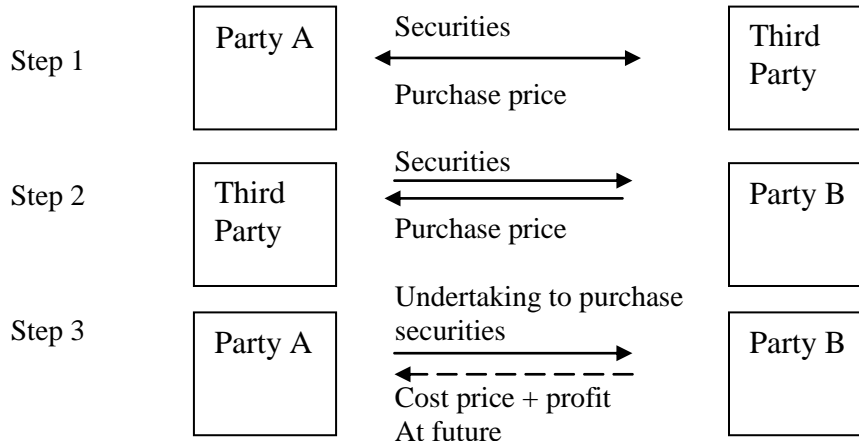 Step 1
Party A
Securities
Purchase price
Third
Party
Step 2
Third
Party
Securities
Purchase price
Party B
Step 3
Party A
Undertaking to purchase
securities
Cost price + profit
At future
Party B